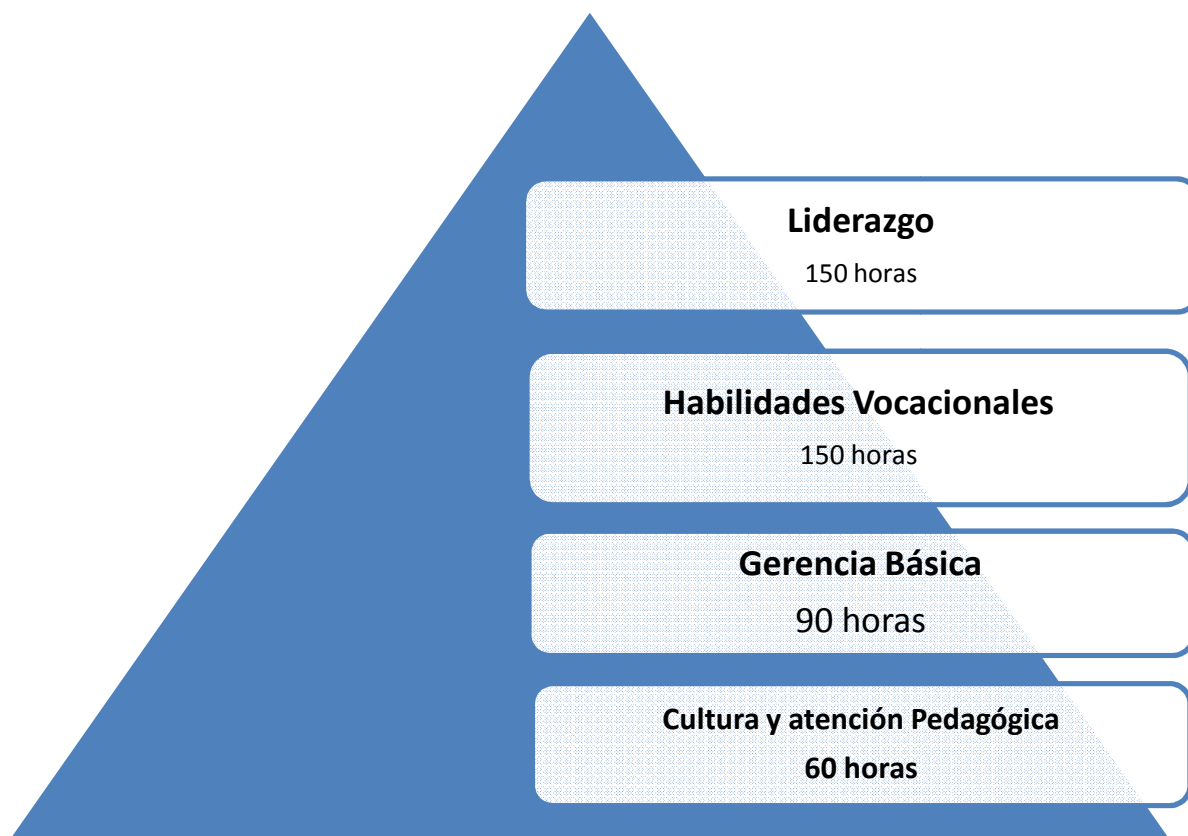 Liderazgo
150 horas
Habilidades Vocacionales
150 horas
Gerencia Básica
90 horas
Cultura y atención Pedagógica
60 horas